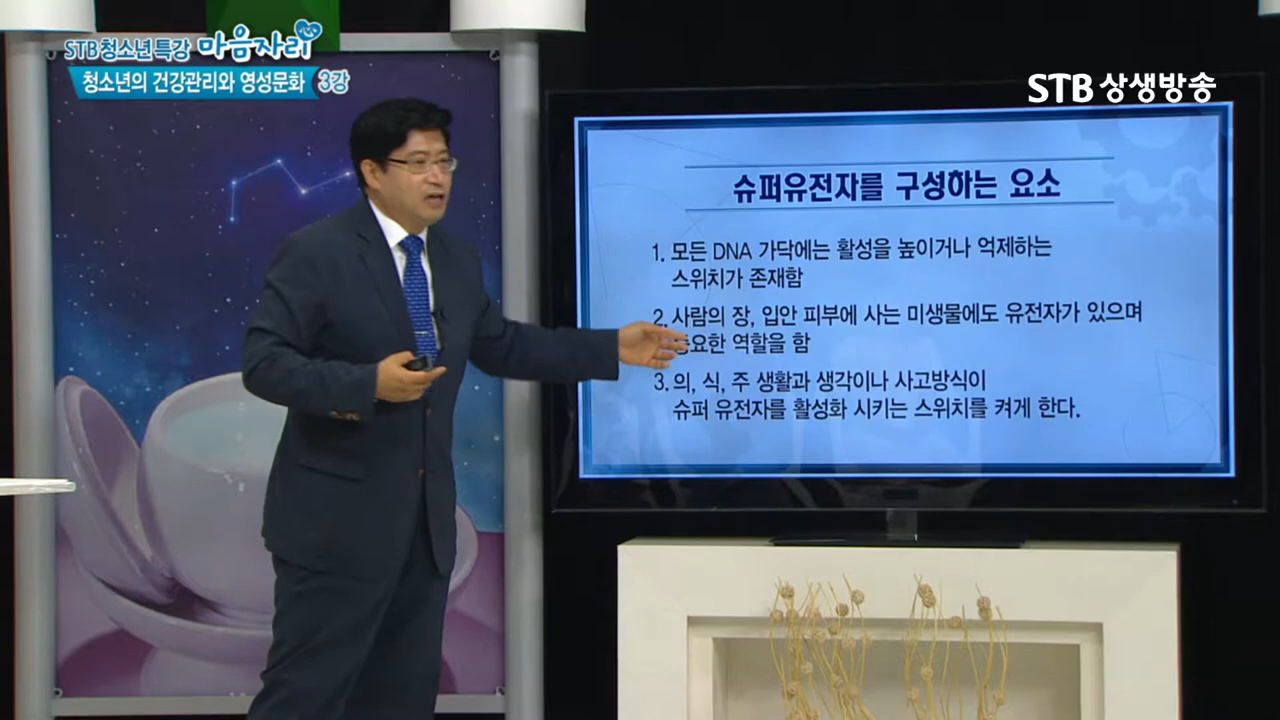 STB청소년특강 마음자리
청소년의 건강관리와 영성문화 3강
STB 상생방송
슈퍼유전자를 구성하는 요소
1. 모든 DNA 가닥에는 활성을 높이거나 억제하는
스위치가 존재함
2. 사람의 장, 입안 피부에 사는 미생물에도 유전자가 있으며
중요한 역할을 함
3. 의, 식, 주 생활과 생각이나 사고방식이
슈퍼 유전자를 활성화 시키는 스위치를 켜게 한다.